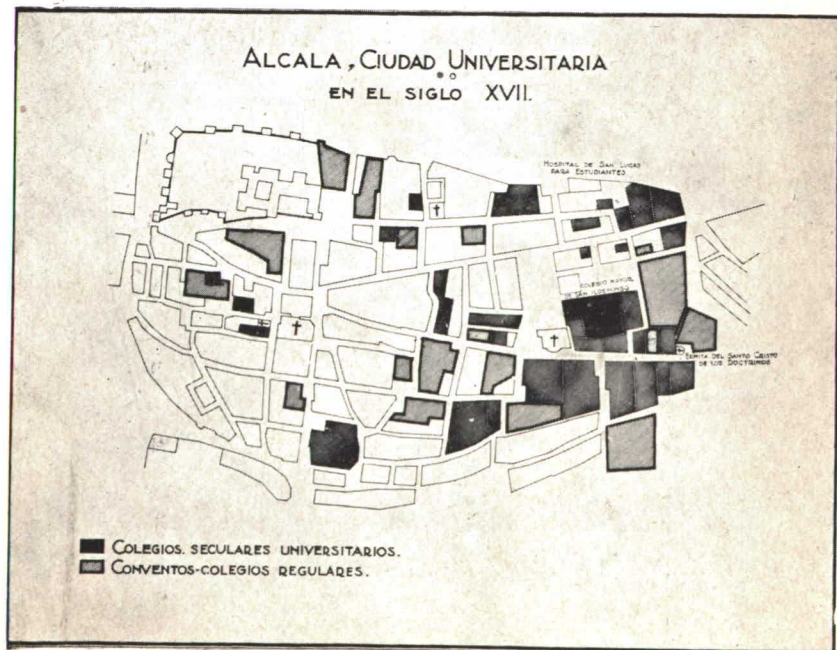 ALCALA, CIUDAD UNIVERSITARIA
EN EL SIGLO XVII.
HOSPITAL DE SAN LUCAS
PARA ESTUDIANTES
COLEGIO MAYOR
DE SAN ILDEFONSO
ERMITA DEL SANTO CRISTO
DE LOS DOCTRINOS
COLEGIOS. SECULARES UNIVERSITARIOS.
CONVENTOS-COLEGIOS REGULARES.